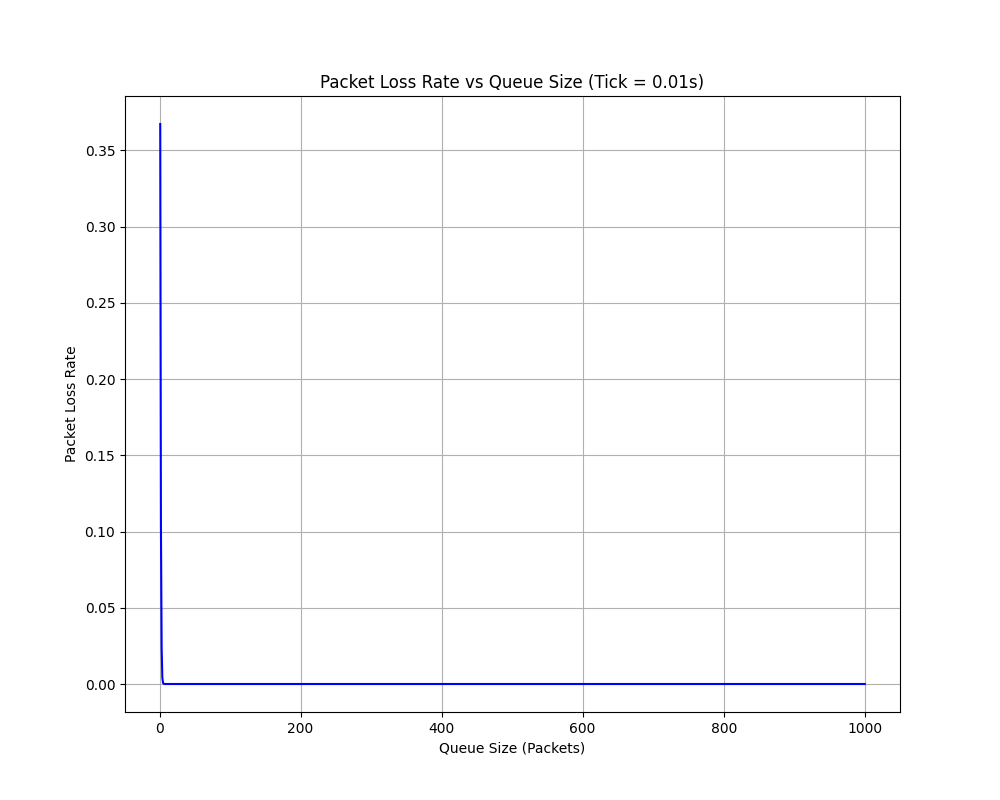 Packet Loss Rate vs Queue Size (Tick = 0.01s)
0.35
0.30
0.25
0.20
0.15
0.10
0.05
0.00
Packet Loss Rate
0 200 400 600 800 1000
Queue Size (Packets)